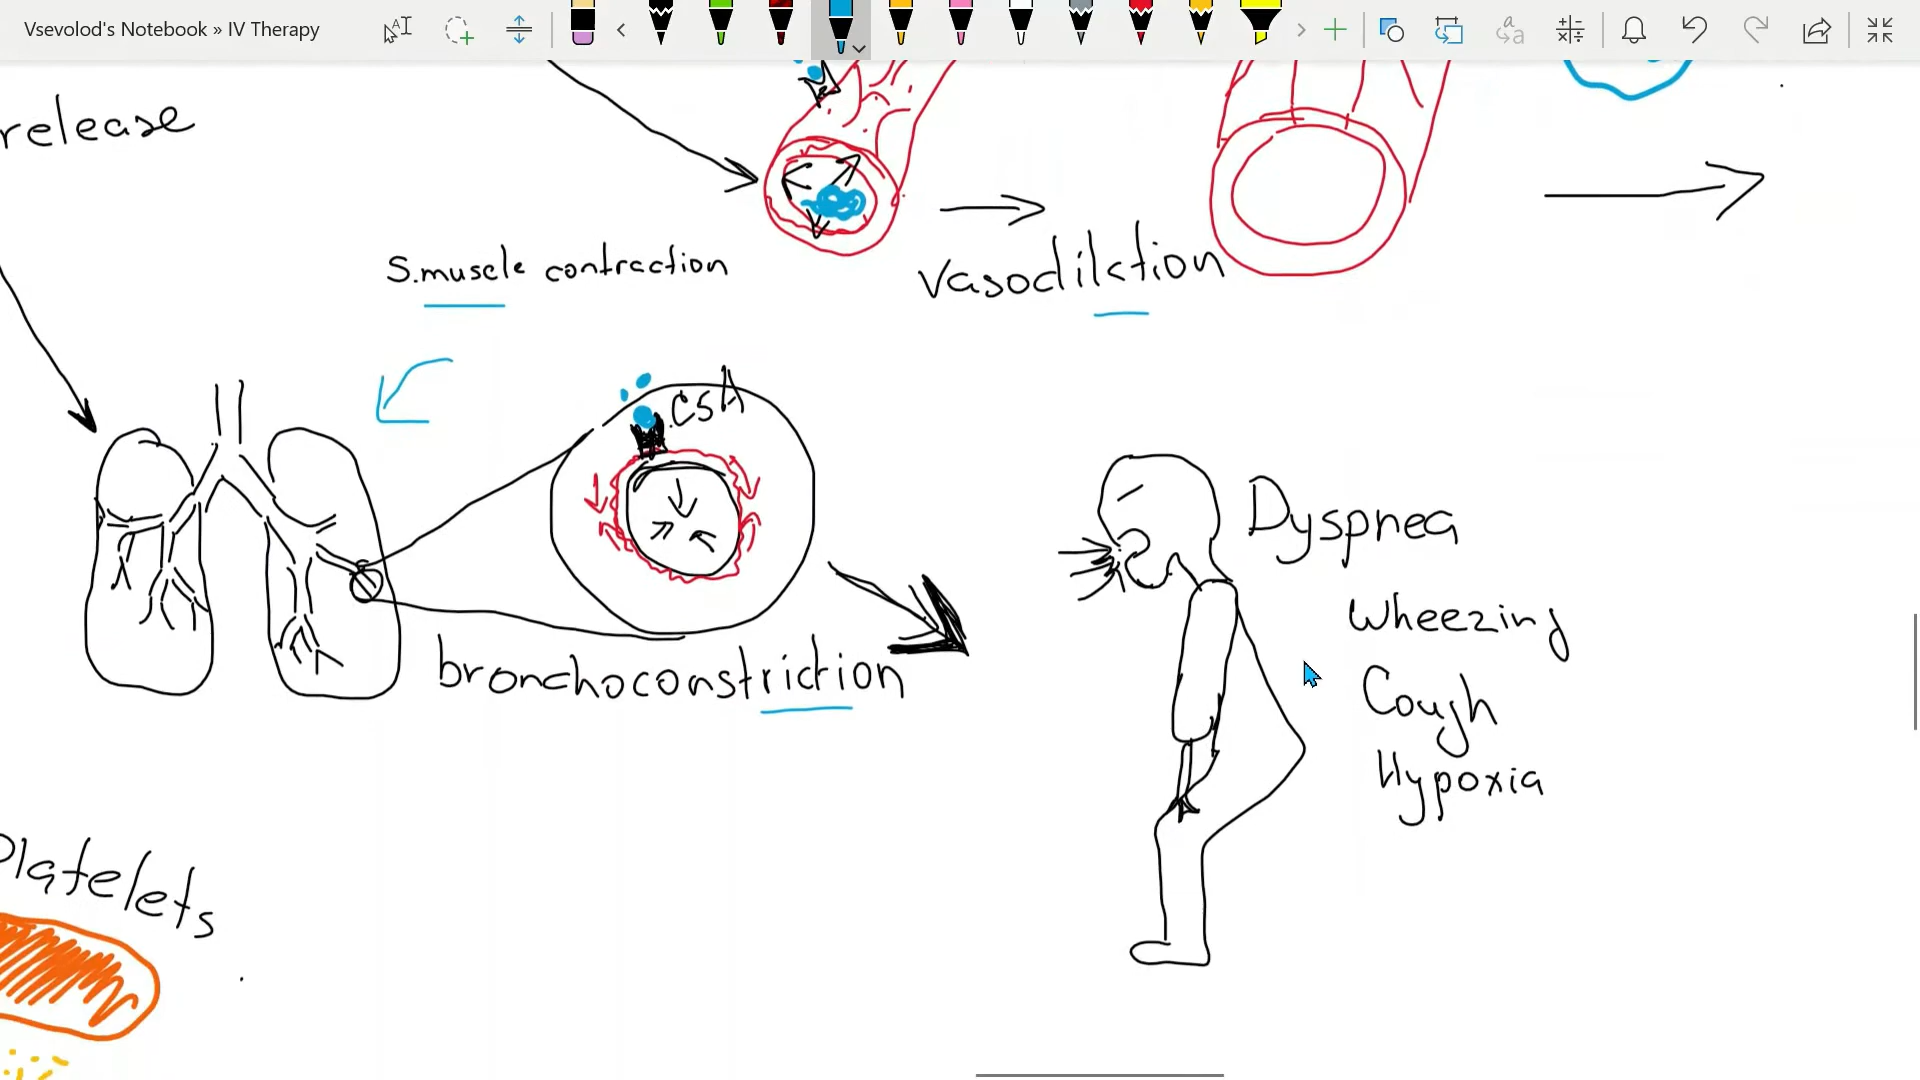 Vsevolod's Notebook » IV Therapy
release
S.muscle contraction
vasodilation
CSA
Dyspnea
Wheezing
bronchoconstriction
Cough
Hypoxia
Platelets